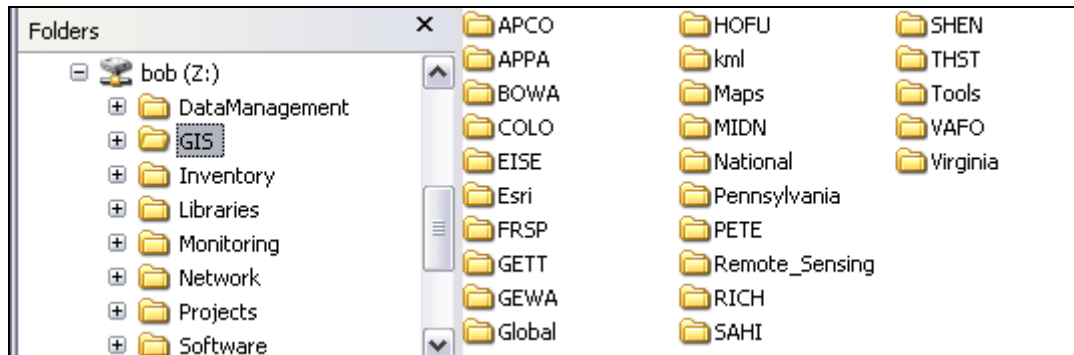 Folders
bob (Z:)
DataManagement
GIS
Inventory
Libraries
Monitoring
Network
Projects
Software
APCO
APPA
BOWA
COLO
EISE
Esri
FRSP
GETT
GEWA
Global
HOFU
kml
Maps
MIDN
National
Pennsylvania
PETE
Remote_Sensing
RICH
SAHI
SHEN
THST
Tools
VAFO
Virginia